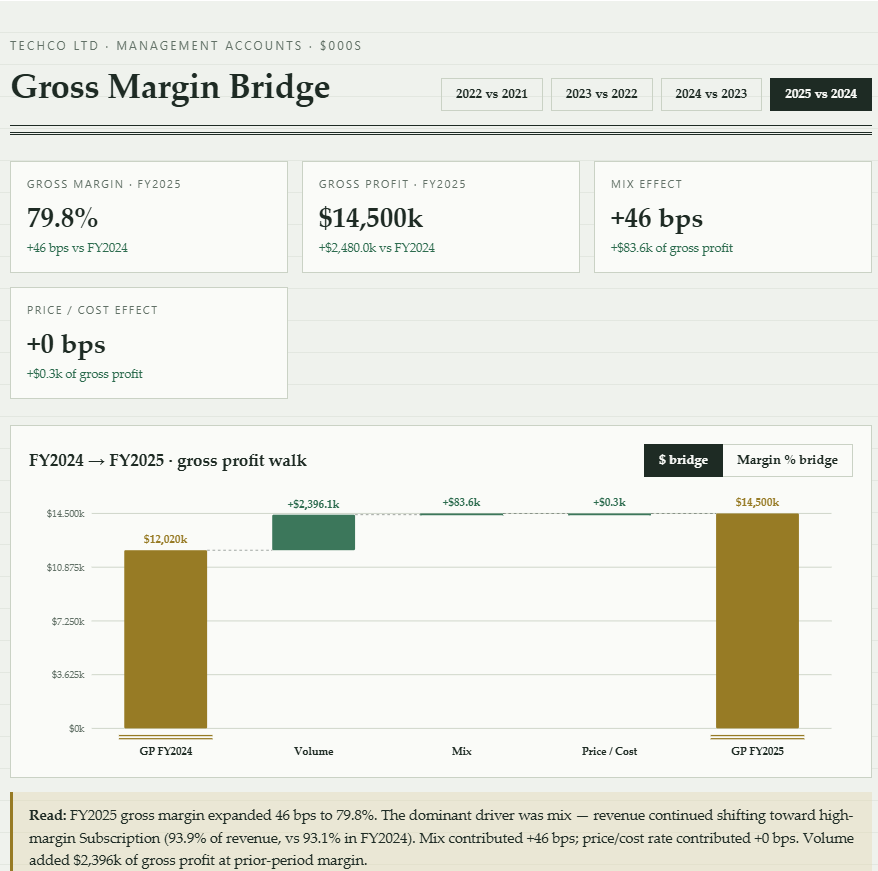 TECHCO LTD · MANAGEMENT ACCOUNTS · $000S
Gross Margin Bridge
2022 vs 2021
2023 vs 2022
2024 vs 2023
2025 vs 2024
GROSS MARGIN · FY2025
79.8%
+46 bps vs FY2024
GROSS PROFIT · FY2025
$14,500k
+$2,480.0k vs FY2024
MIX EFFECT
+46 bps
+$83.6k of gross profit
PRICE / COST EFFECT
+0 bps
+$0.3k of gross profit
FY2024 → FY2025 · gross profit walk
$ bridge
Margin % bridge
$14.500k
$10.875k
$7.250k
$3.625k
$0k
$12,020k
+$2,396.1k
+$83.6k
+$0.3k
$14,500k
GP FY2024
Volume
Mix
Price / Cost
GP FY2025
Read: FY2025 gross margin expanded 46 bps to 79.8%. The dominant driver was mix — revenue continued shifting toward high-
margin Subscription (93.9% of revenue, vs 93.1% in FY2024). Mix contributed +46 bps; price/cost rate contributed +0 bps. Volume
added $2,396k of gross profit at prior-period margin.